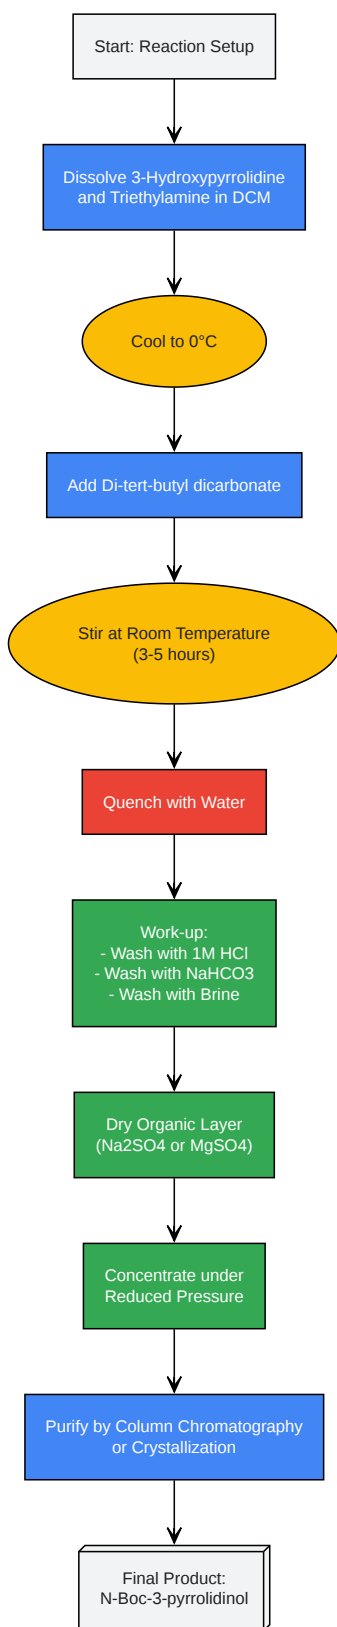 Start: Reaction Setup
Dissolve 3-Hydroxypyrrolidine
and Triethylamine in DCM
Cool to 0°C
Add Di-tert-butyl dicarbonate
Stir at Room Temperature
(3-5 hours)
Quench with Water
Work-up:
- Wash with 1M HCl
- Wash with NaHCO3
- Wash with Brine
Dry Organic Layer
(Na2SO4 or MgSO4)
Concentrate under
Reduced Pressure
Purify by Column Chromatography
or Crystallization
Final Product:
N-Boc-3-pyrrolidinol